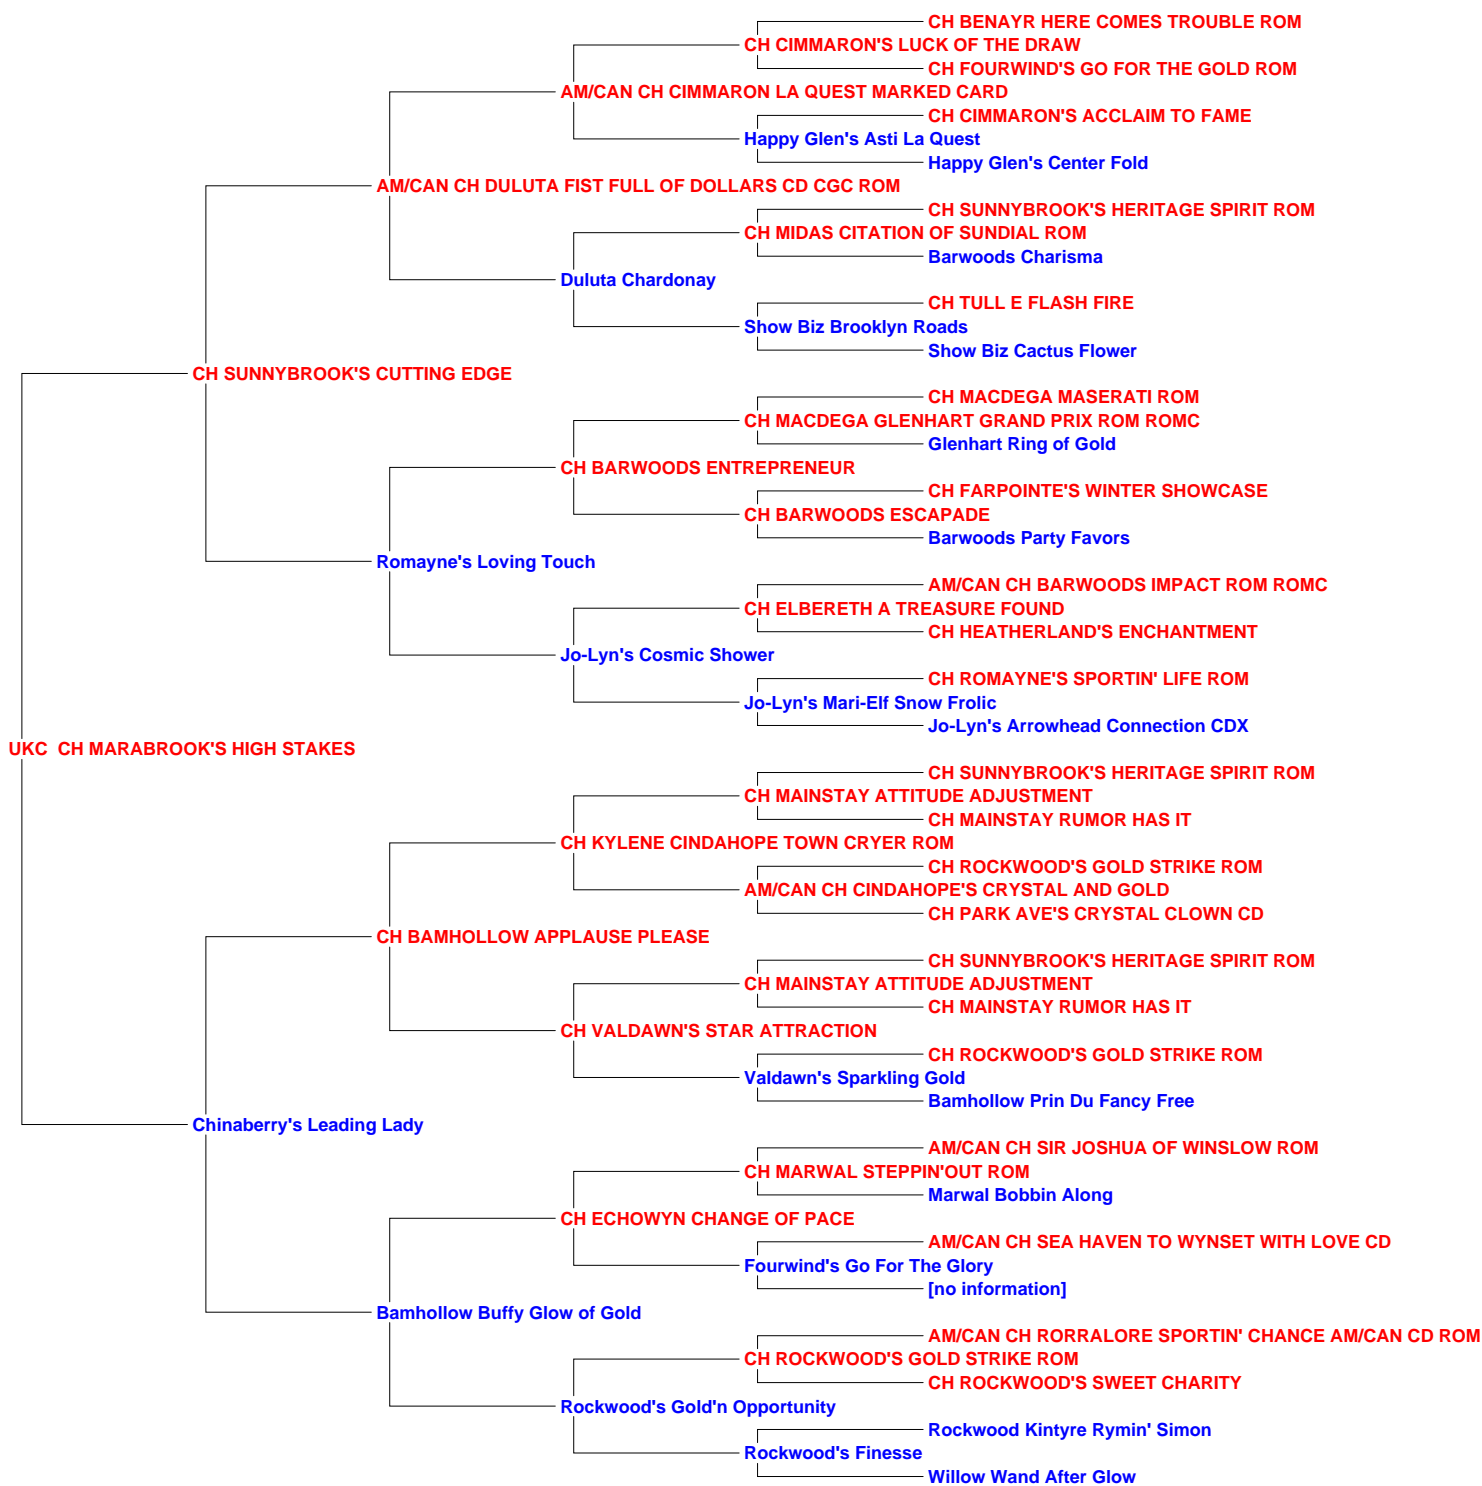 CH BENAYR HERE COMES TROUBLE ROM
CH CIMMARON'S LUCK OF THE DRAW
CH FOURWIND'S GO FOR THE GOLD ROM
AM/CAN CH CIMMARON LA QUEST MARKED CARD
CH CIMMARON'S ACCLAIM TO FAME
Happy Glen's Asti La Quest
Happy Glen's Center Fold
AM/CAN CH DULUTA FIST FULL OF DOLLARS CD CGC ROM
CH SUNNYBROOK'S HERITAGE SPIRIT ROM
CH MIDAS CITATION OF SUNDIAL ROM
Barwoods Charisma
Duluta Chardonay
CH TULL E FLASH FIRE
Show Biz Brooklyn Roads
Show Biz Cactus Flower
CH SUNNYBROOK'S CUTTING EDGE
CH MACDEGA MASERATI ROM
CH MACDEGA GLENHART GRAND PRIX ROM ROMC
Glenhart Ring of Gold
CH BARWOODS ENTREPRENEUR
CH FARPOINTE'S WINTER SHOWCASE
CH BARWOODS ESCAPADE
Barwoods Party Favors
Romayne's Loving Touch
AM/CAN CH BARWOODS IMPACT ROM ROMC
CH ELBERETH A TREASURE FOUND
CH HEATHERLAND'S ENCHANTMENT
Jo-Lyn's Cosmic Shower
CH ROMAYNE'S SPORTIN' LIFE ROM
Jo-Lyn's Mari-Elf Snow Frolic
Jo-Lyn's Arrowhead Connection CDX
UKC  CH MARABROOK'S HIGH STAKES
CH SUNNYBROOK'S HERITAGE SPIRIT ROM
CH MAINSTAY ATTITUDE ADJUSTMENT
CH MAINSTAY RUMOR HAS IT
CH KYLENE CINDAHOPE TOWN CRYER ROM
CH ROCKWOOD'S GOLD STRIKE ROM
AM/CAN CH CINDAHOPE'S CRYSTAL AND GOLD
CH PARK AVE'S CRYSTAL CLOWN CD
CH BAMHOLLOW APPLAUSE PLEASE
CH SUNNYBROOK'S HERITAGE SPIRIT ROM
CH MAINSTAY ATTITUDE ADJUSTMENT
CH MAINSTAY RUMOR HAS IT
CH VALDAWN'S STAR ATTRACTION
CH ROCKWOOD'S GOLD STRIKE ROM
Valdawn's Sparkling Gold
Bamhollow Prin Du Fancy Free
Chinaberry's Leading Lady
AM/CAN CH SIR JOSHUA OF WINSLOW ROM
CH MARWAL STEPPIN'OUT ROM
Marwal Bobbin Along
CH ECHOWYN CHANGE OF PACE
AM/CAN CH SEA HAVEN TO WYNSET WITH LOVE CD
Fourwind's Go For The Glory
[no information]
Bamhollow Buffy Glow of Gold
AM/CAN CH RORRALORE SPORTIN' CHANCE AM/CAN CD ROM
CH ROCKWOOD'S GOLD STRIKE ROM
CH ROCKWOOD'S SWEET CHARITY
Rockwood's Gold'n Opportunity
Rockwood Kintyre Rymin' Simon
Rockwood's Finesse
Willow Wand After Glow